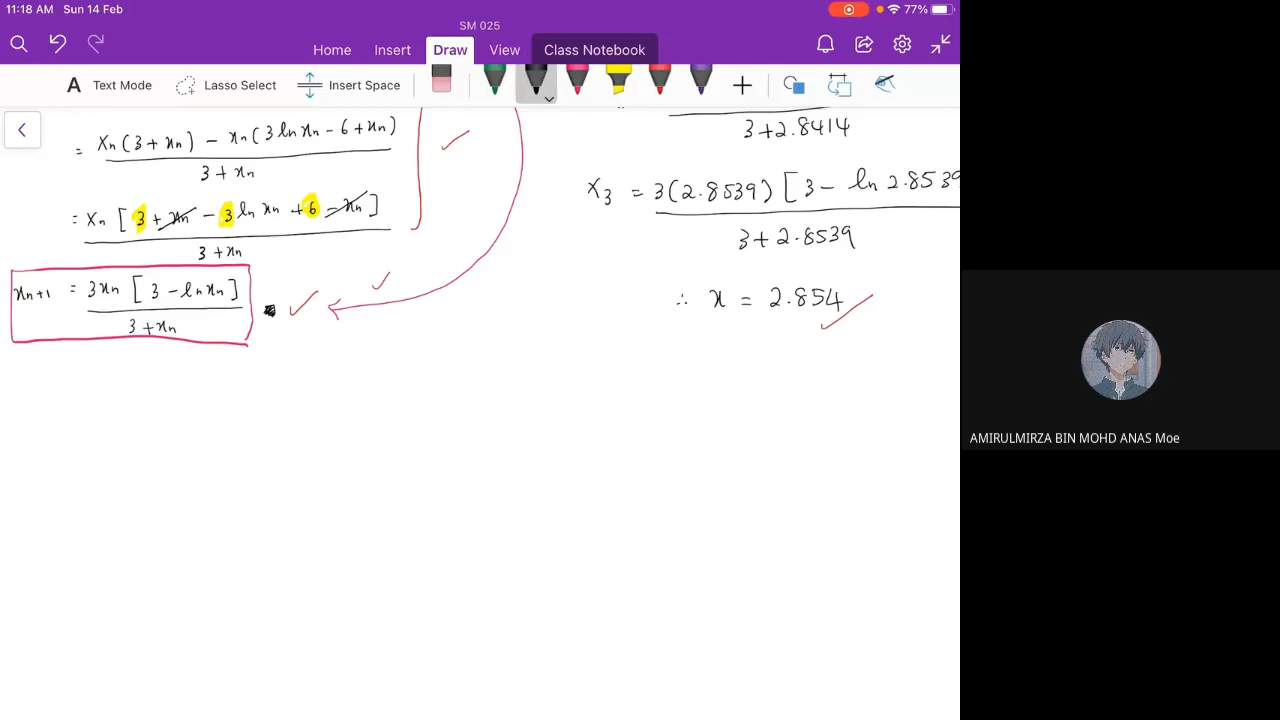 11:18 AM Sun 14 Feb
77%
SM 025
Home Insert Draw View Class Notebook
A Text Mode Lasso Select Insert Space
= xn(3 + xn) − xn(3 ln xn − 6 + xn)
3 + xn
= xn [ 3 + xn − 3 ln xn + 6 − xn ]
3 + xn
xn+1 = 3xn [ 3 − ln xn ]
3 + xn
3 + 2.8414
x3 = 3(2.8539) [ 3 − ln 2.8539
3 + 2.8539
∴ x = 2.854
AMIRULMIRZA BIN MOHD ANAS Moe